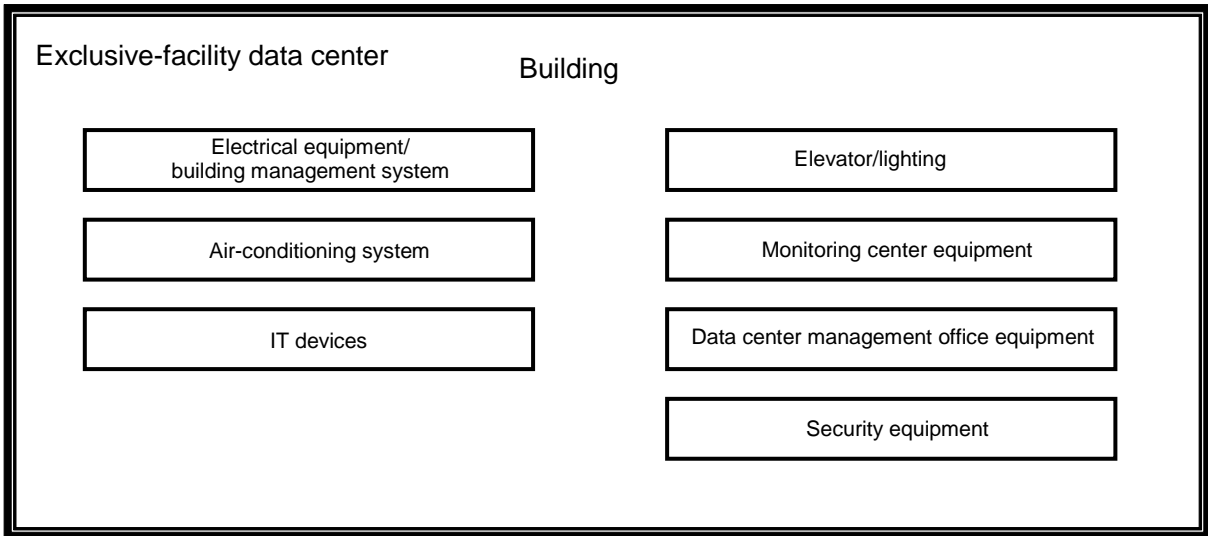 Exclusive-facility data center
Building
Electrical equipment/
building management system
Elevator/lighting
Air-conditioning system
Monitoring center equipment
IT devices
Data center management office equipment
Security equipment